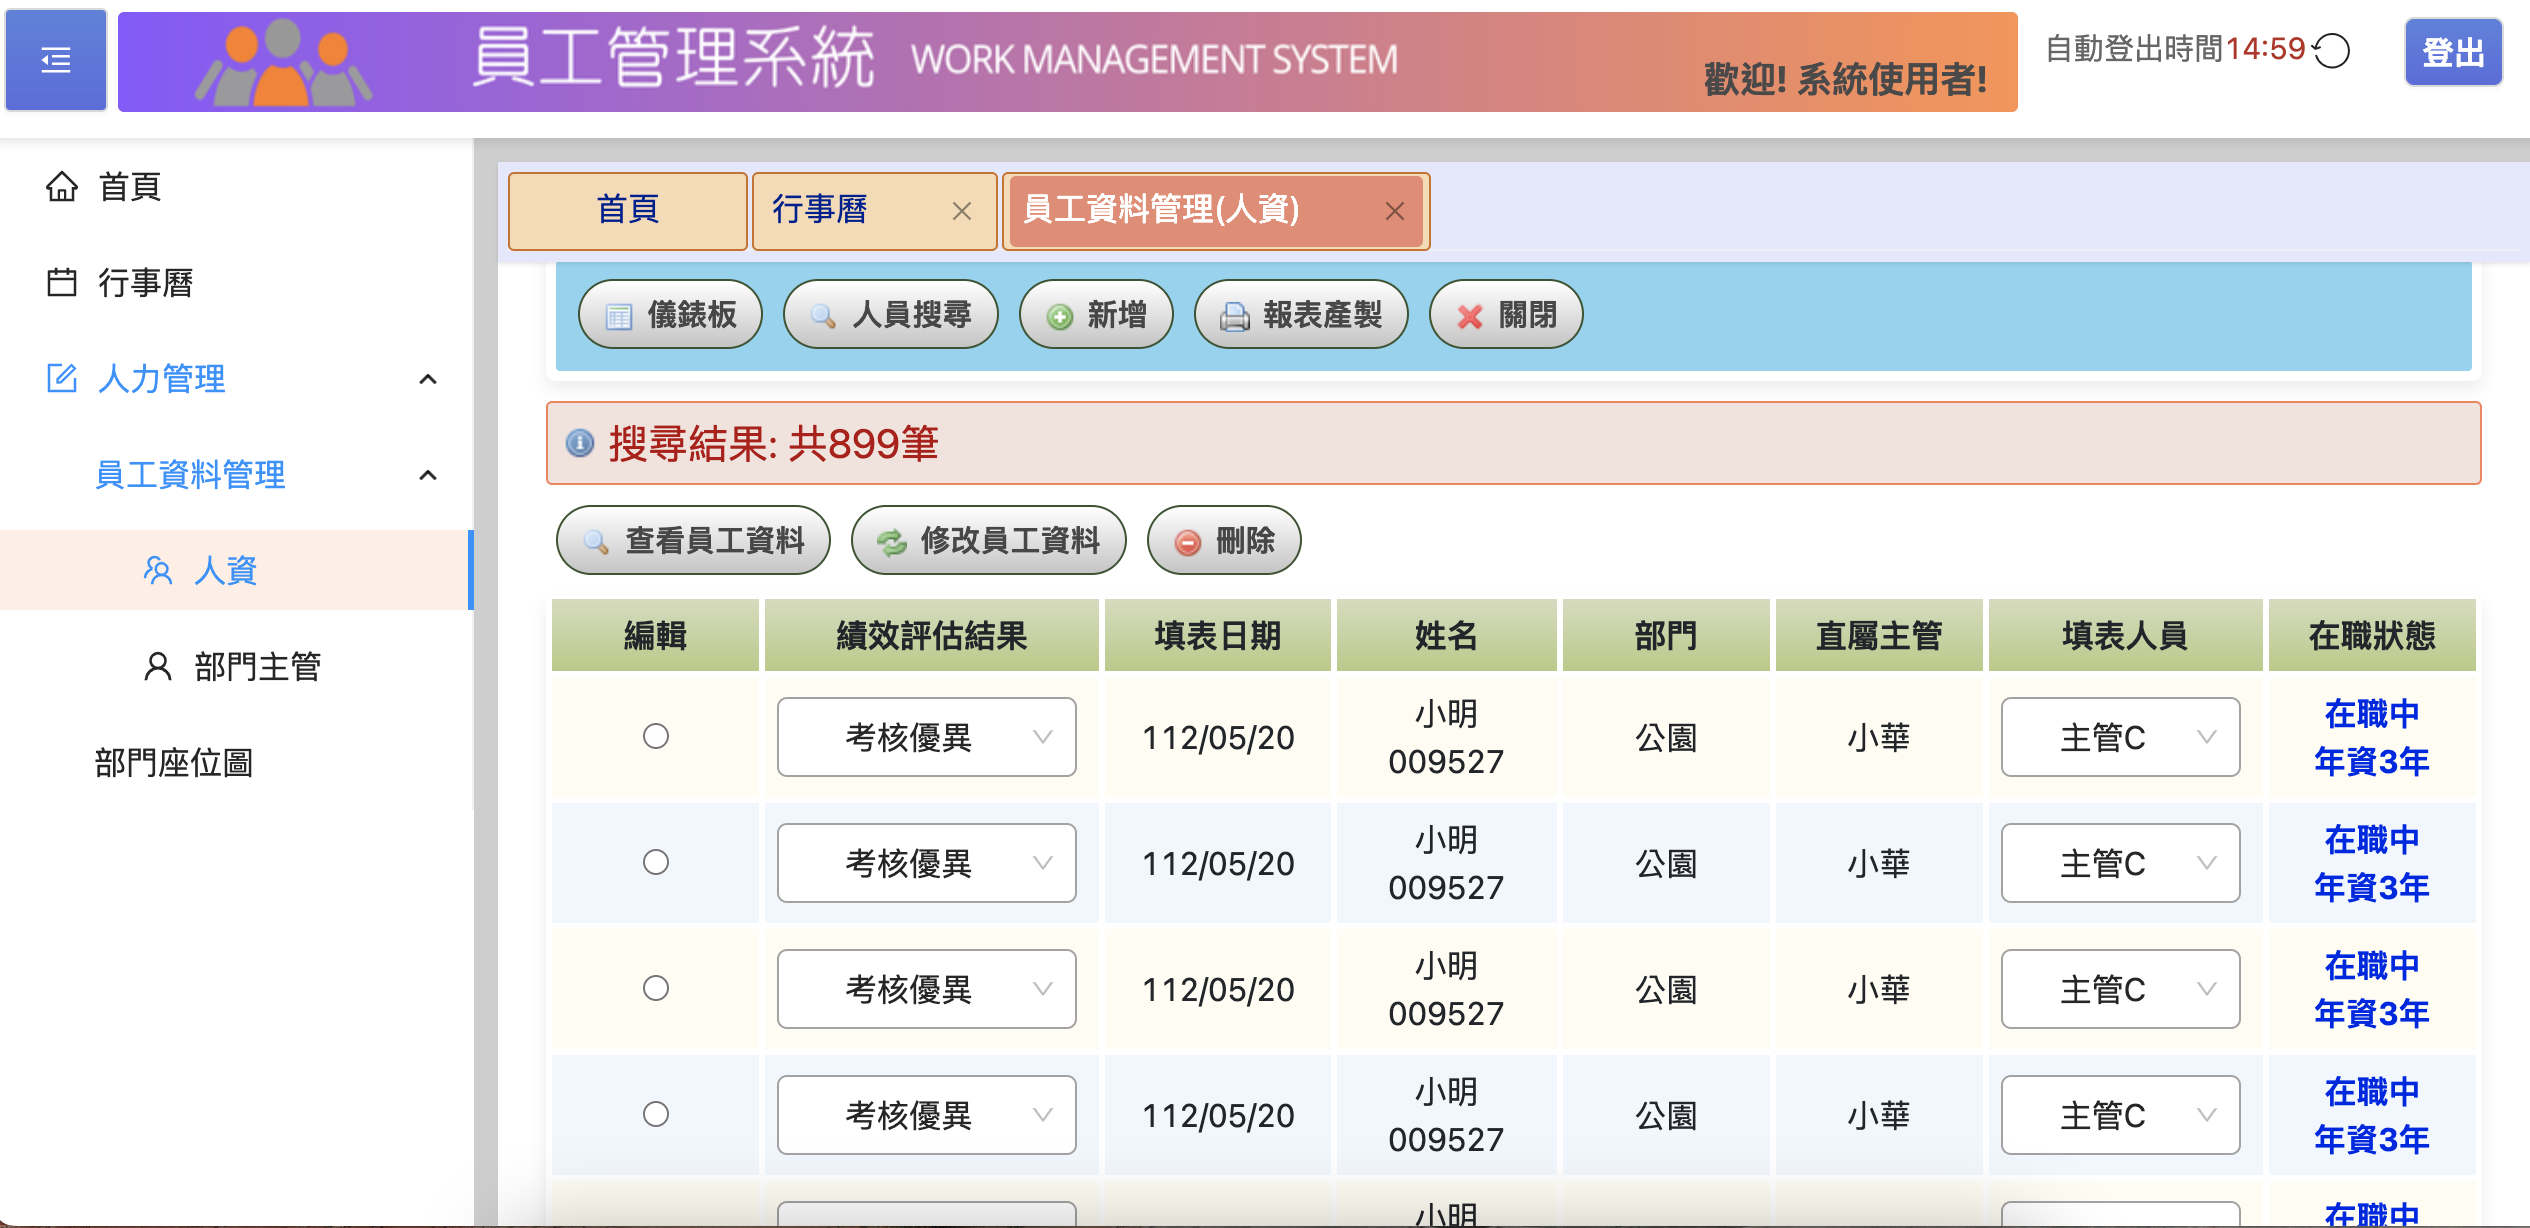 員工管理系統 WORK MANAGEMENT SYSTEM
歡迎! 系統使用者!
自動登出時間14:59
登出
首頁
行事曆
人力管理
員工資料管理
人資
部門主管
部門座位圖
首頁 行事曆 員工資料管理(人資)
儀錶板 人員搜尋 新增 報表產製 關閉
搜尋結果: 共899筆
查看員工資料 修改員工資料 刪除
編輯 績效評估結果 填表日期 姓名 部門 直屬主管 填表人員 在職狀態
考核優異 112/05/20 小明 009527 公園 小華 主管C 在職中 年資3年
考核優異 112/05/20 小明 009527 公園 小華 主管C 在職中 年資3年
考核優異 112/05/20 小明 009527 公園 小華 主管C 在職中 年資3年
考核優異 112/05/20 小明 009527 公園 小華 主管C 在職中 年資3年
小明 在職中